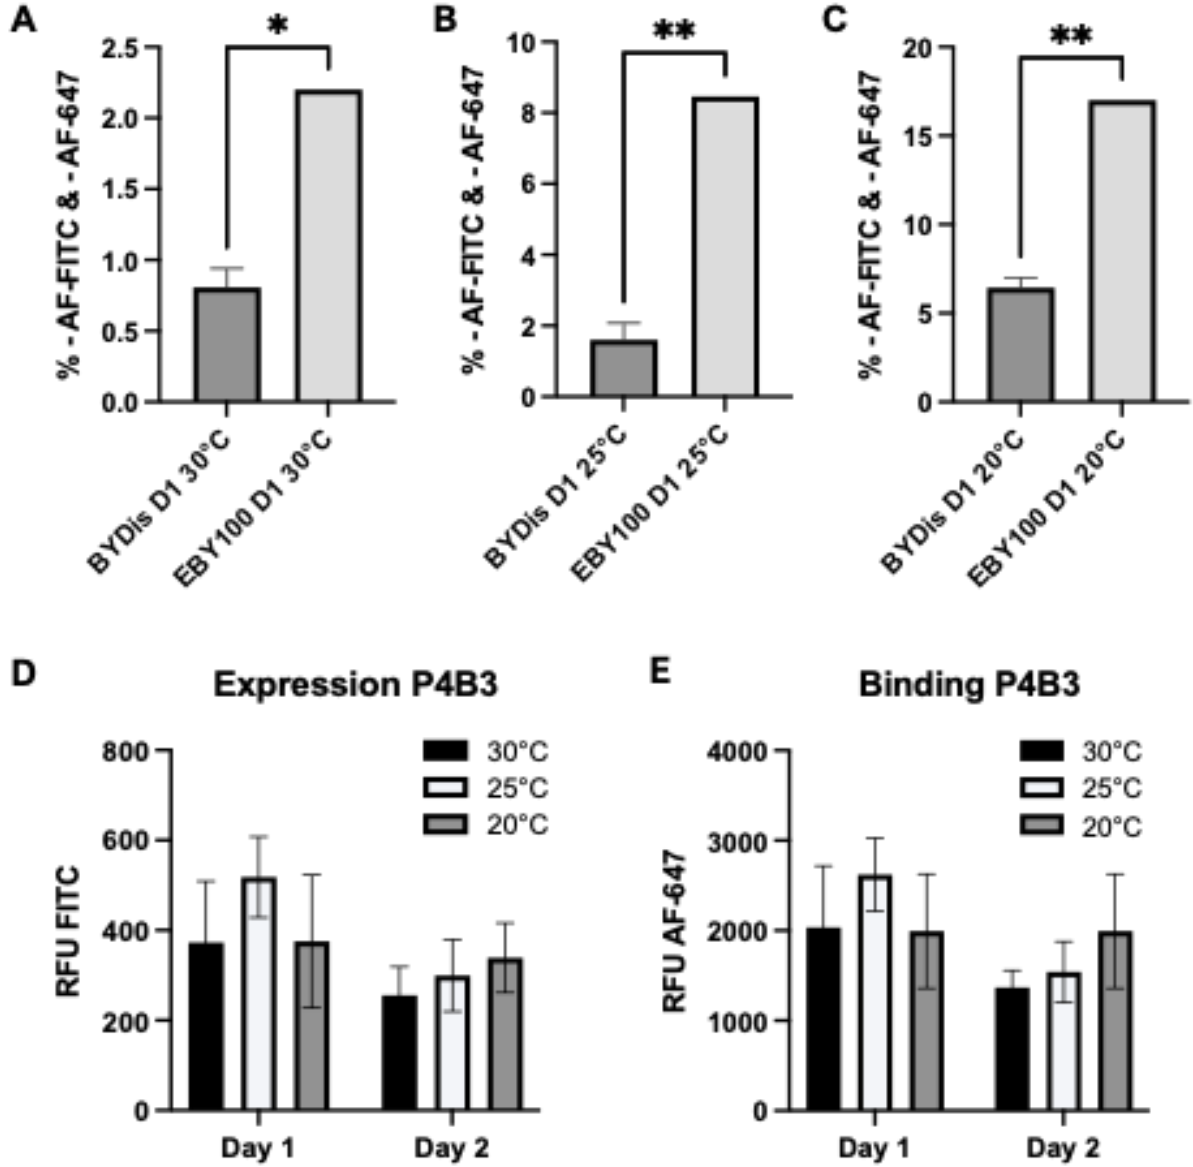 A
*
% - AF-FITC & - AF-647
2.5
2.0
1.5
1.0
0.5
0.0
BYDis D1 30°C
EBY100 D1 30°C
B
**
% - AF-FITC & - AF-647
10
8
6
4
2
0
BYDis D1 25°C
EBY100 D1 25°C
C
**
% - AF-FITC & - AF-647
20
15
10
5
0
BYDis D1 20°C
EBY100 D1 20°C
D
Expression P4B3
RFU FITC
800
600
400
200
0
30°C
25°C
20°C
Day 1
Day 2
E
Binding P4B3
RFU AF-647
4000
3000
2000
1000
0
30°C
25°C
20°C
Day 1
Day 2